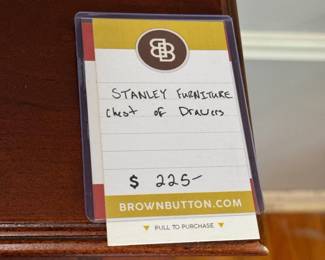 BB
STANLEY FURNITURE
Chest of Drawers
$ 225-
BROWNBUTTON.COM
PULL TO PURCHASE